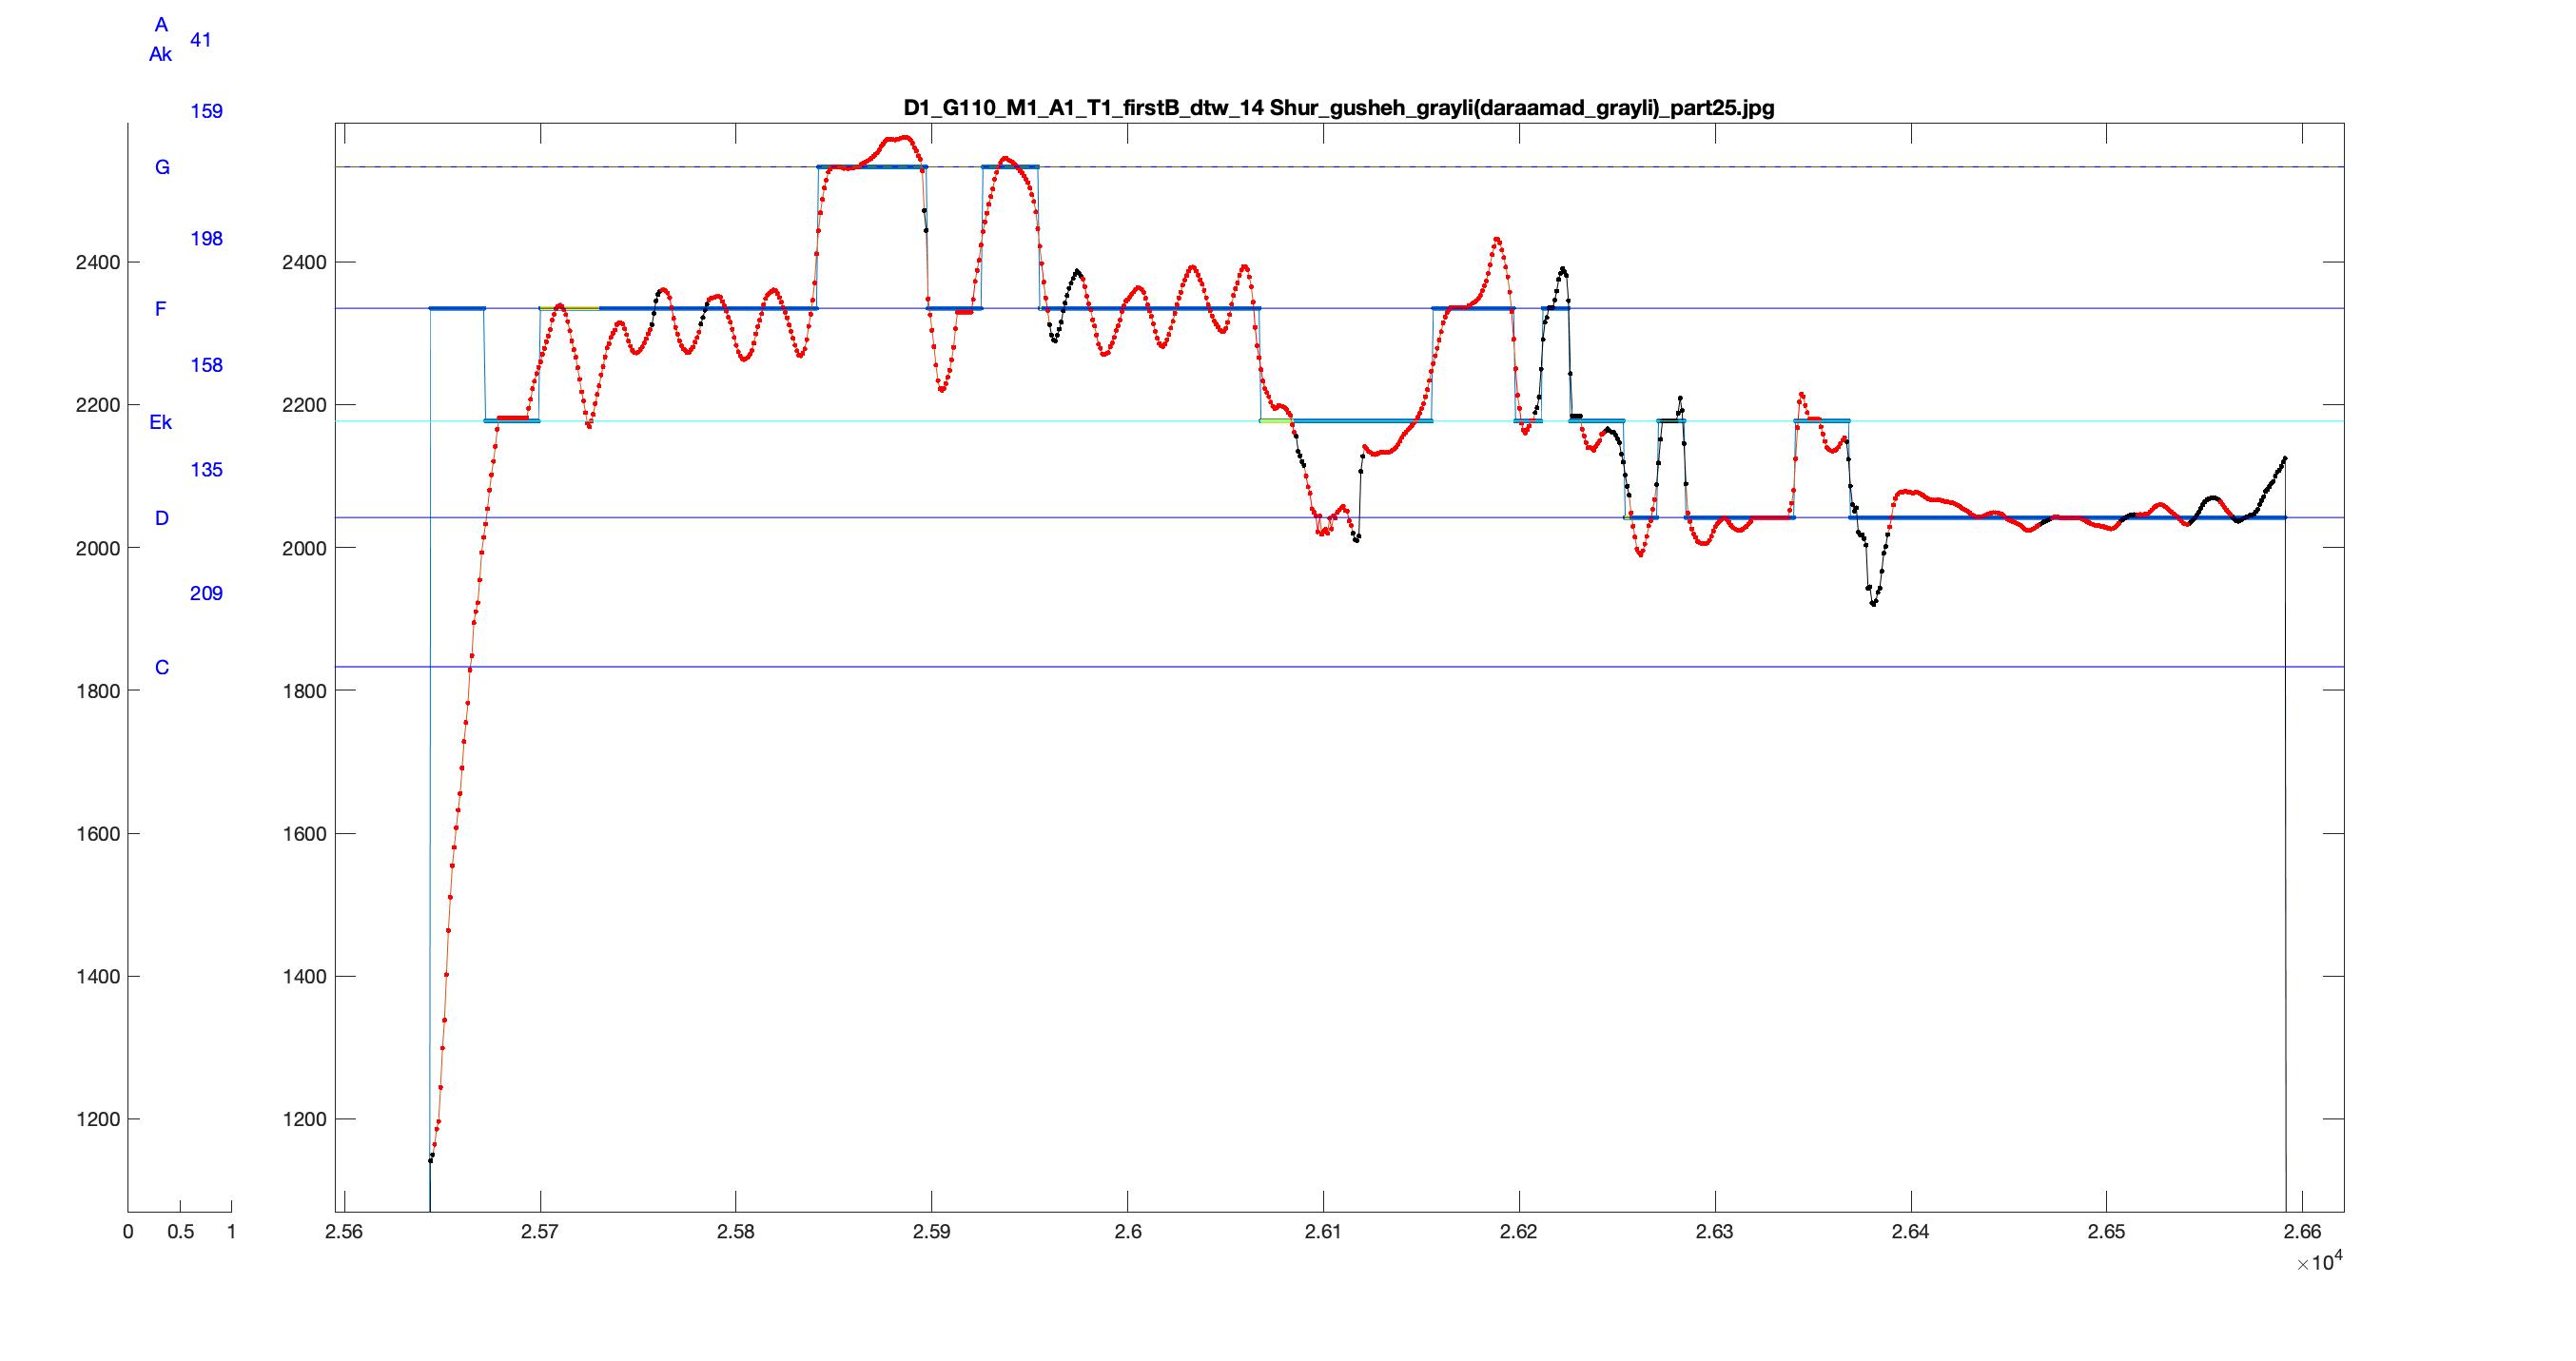 A
41
Ak
159
D1_G110_M1_A1_T1_firstB_dtw_14 Shur_gusheh_grayli(daraamad_grayli)_part25.jpg
G
198
2400 2400
F
158
2200 2200
Ek
135
D
2000 2000
209
C
1800 1800
1600 1600
1400 1400
1200 1200
0 0.5 1 2.56 2.57 2.58 2.59 2.6 2.61 2.62 2.63 2.64 2.65 2.66
×10^4